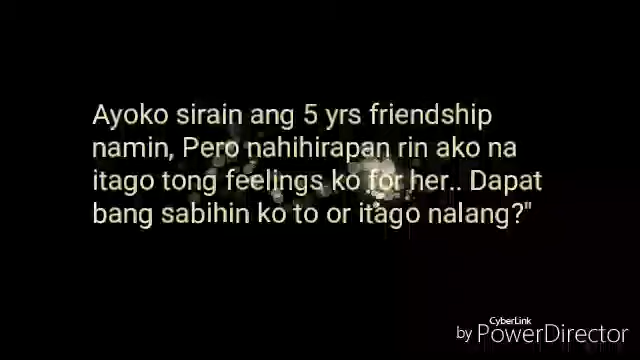 Ayoko sirain ang 5 yrs friendship
namin, Pero nahihirapan rin ako na
itago tong feelings ko for her.. Dapat
bang sabihin ko to or itago nalang?"
CyberLink
by PowerDirector